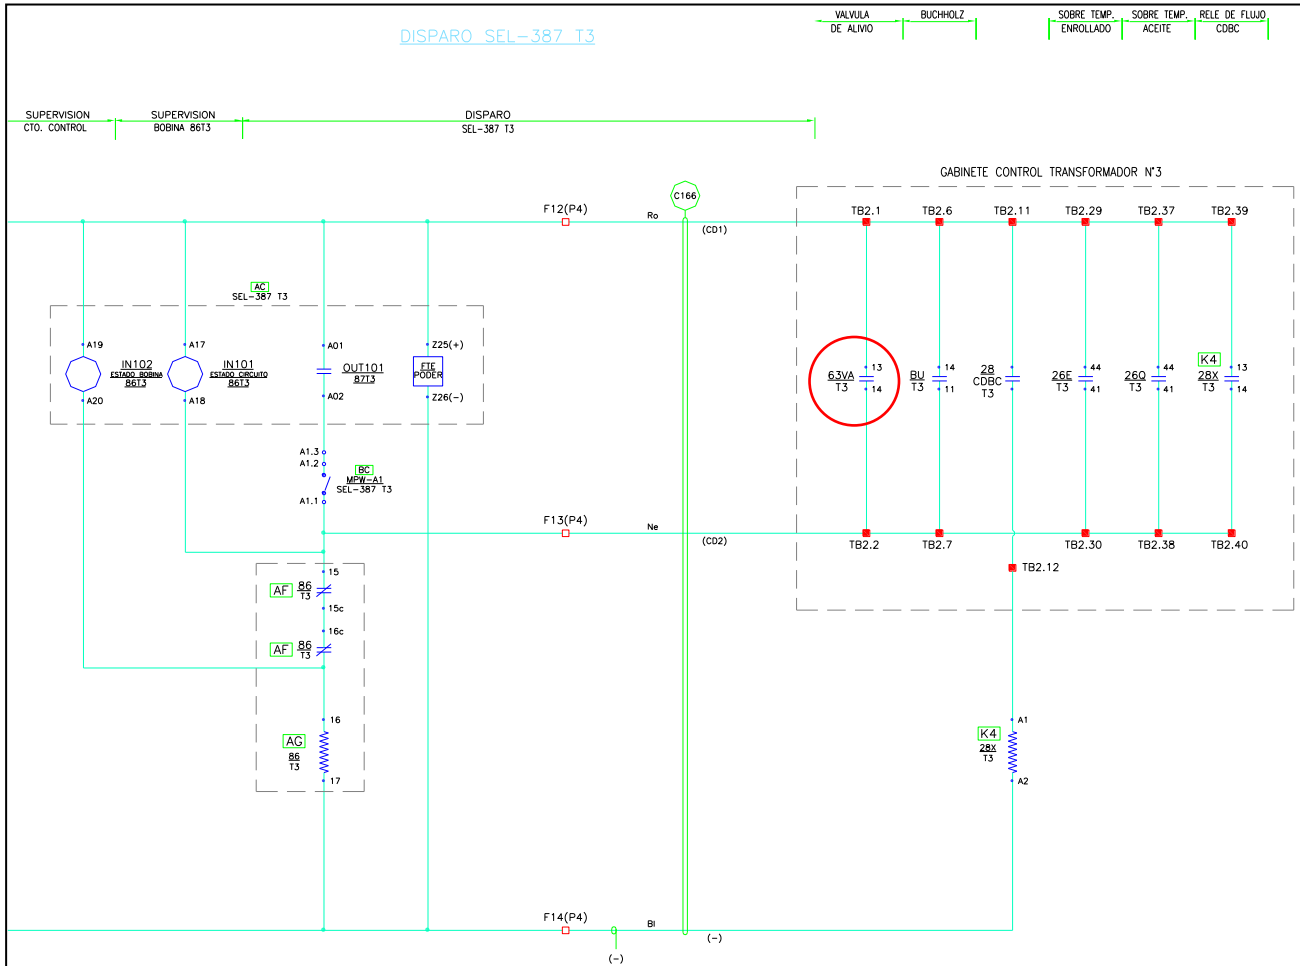 DISPARO SEL-387 T3
VALVULA
DE ALIVIO
BUCHHOLZ
SOBRE TEMP.
ENROLLADO
SOBRE TEMP.
ACEITE
RELE DE FLUJO
CDBC
SUPERVISION
CTO. CONTROL
SUPERVISION
BOBINA 86T3
DISPARO
SEL-387 T3
GABINETE CONTROL TRANSFORMADOR N°3
C166
F12(P4)
Ro
(CD1)
TB2.1
TB2.6
TB2.11
TB2.29
TB2.37
TB2.39
AC
SEL-387 T3
A19
IN102
ESTADO BOBINA
86T3
A20
A17
IN101
ESTADO CIRCUITO
86T3
A18
A01
OUT101
87T3
A02
Z25(+)
FTE
PODER
Z26(-)
63VA
T3
13
14
BU
T3
14
11
28
CDBC
T3
26E
T3
44
41
26Q
T3
44
41
K4
28X
T3
13
14
A1.3
A1.2
A1.1
BC
MPW-A1
SEL-387 T3
F13(P4)
Ne
(CD2)
TB2.2
TB2.7
TB2.30
TB2.38
TB2.40
TB2.12
15
AF
86
T3
15c
16c
AF
86
T3
16
AG
86
T3
17
A1
K4
28X
T3
A2
F14(P4)
Bl
(-)
(-)